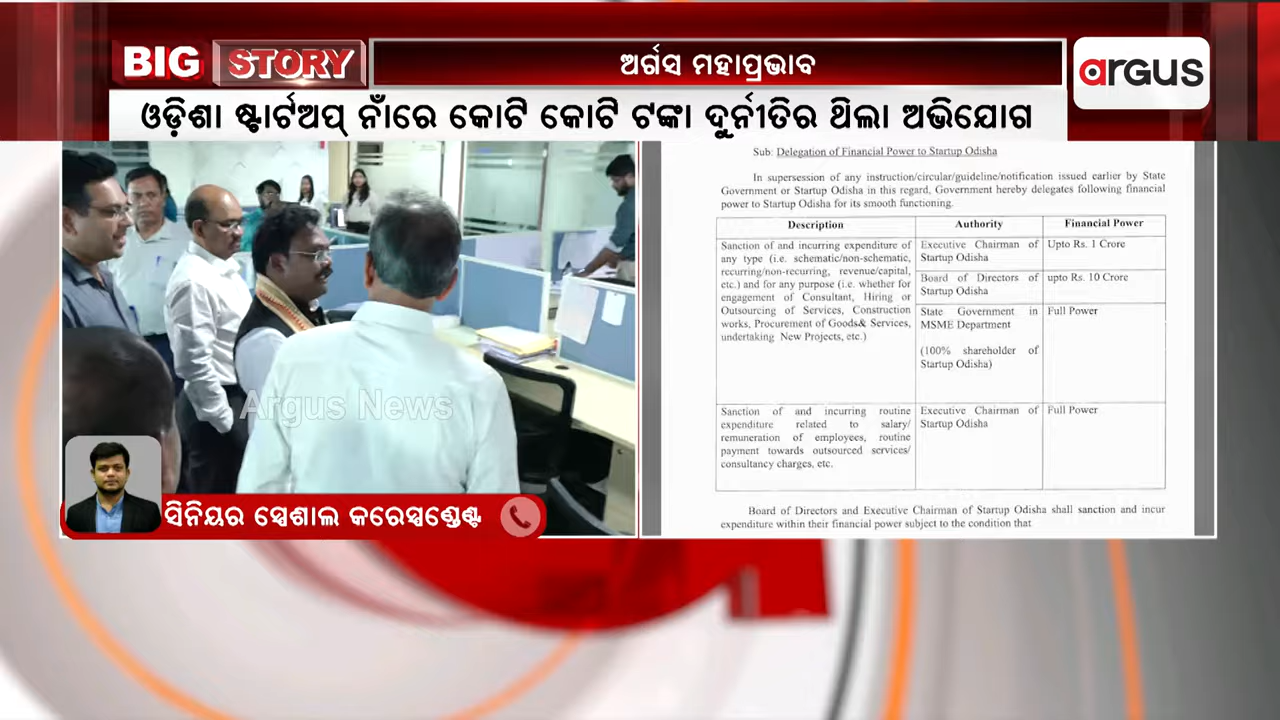 BIG STORY
ଅର୍ଗସ ମହାପ୍ରଭାବ
argus
ଓଡ଼ିଶା ଷ୍ଟାର୍ଟଅପ୍ ନାଁରେ କୋଟି କୋଟି ଟଙ୍କା ଦୁର୍ନୀତିର ଥିଲା ଅଭିଯୋଗ
Argus News
ସିନିୟର ସ୍ପେଶାଲ କରେସ୍ପଣ୍ଡେଣ୍ଟ
Sub: Delegation of Financial Power to Startup Odisha
In supersession of any instruction/circular/guideline/notification issued earlier by State
Government or Startup Odisha in this regard, Government hereby delegates following financial
power to Startup Odisha for its smooth functioning.
Description Authority Financial Power
Sanction of and incurring expenditure of
any type (i.e. schematic/non-schematic,
recurring/non-recurring, revenue/capital,
etc.) and for any purpose (i.e. whether for
engagement of Consultant, Hiring or
Outsourcing of Services, Construction
works, Procurement of Goods& Services,
undertaking New Projects, etc.)
Executive Chairman of
Startup Odisha
Upto Rs. 1 Crore
Board of Directors of
Startup Odisha
upto Rs. 10 Crore
State Government in
MSME Department
(100% shareholder of
Startup Odisha)
Full Power
Sanction of and incurring routine
expenditure related to salary/
remuneration of employees, routine
payment towards outsourced services/
consultancy charges, etc.
Executive Chairman of
Startup Odisha
Full Power
Board of Directors and Executive Chairman of Startup Odisha shall sanction and incur
expenditure within their financial power subject to the condition that